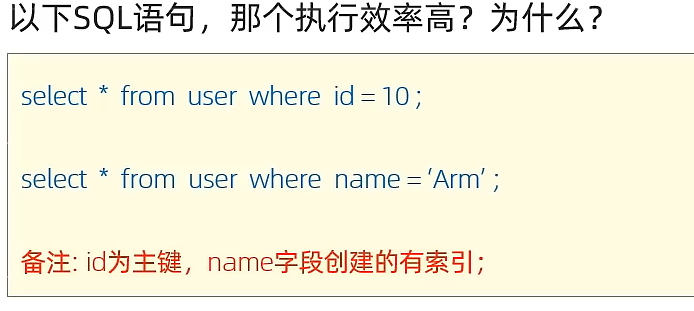 以下SQL语句，那个执行效率高？为什么？
select * from user where id = 10 ;
select * from user where name = ‘Arm’ ;
备注: id为主键，name字段创建的有索引；